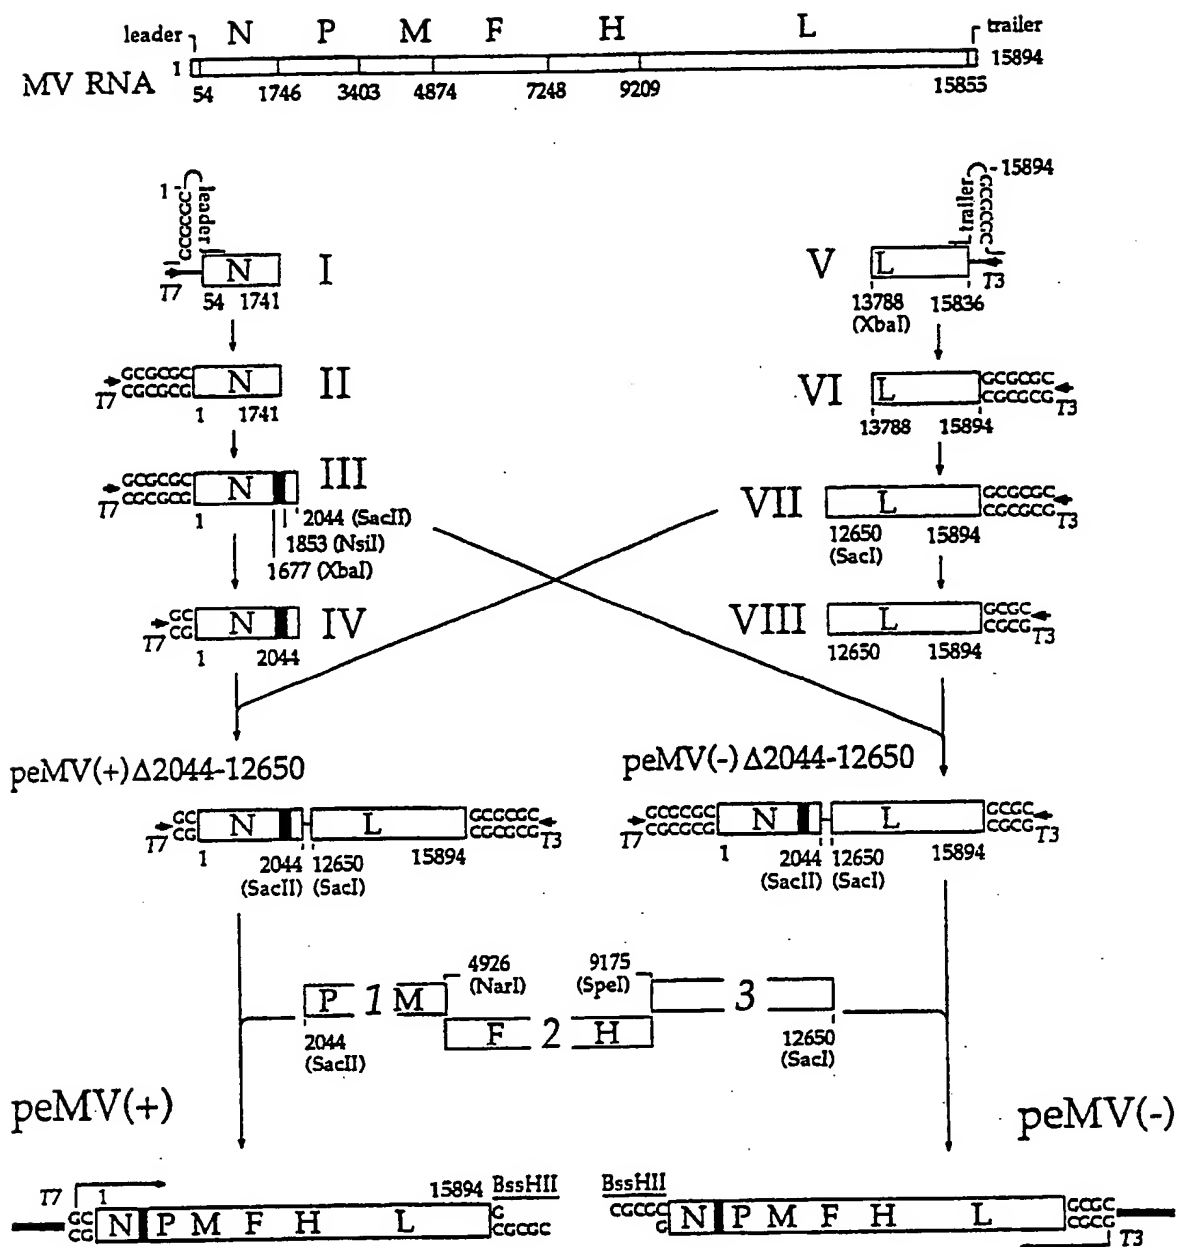 leader N P M F H L trailer
MV RNA 1 15894
54 1746 3403 4874 7248 9209 15855
1 leader GCGCGC
N I
T7 54 1741
15894 trailer GCGCGC
V L
T3
13788 15836
(XbaI)
GCGCGC N II
T7 CGCGCG
1 1741
VI L GCGCGC
CGCGCG T3
13788 15894
GCGCGC N III
T7 CGCGCG
1 2044 (SacII)
1853 (NsiI)
1677 (XbaI)
VII L GCGCGC
CGCGCG T3
12650 15894
(SacI)
GC N IV
T7 CG
1 2044
VIII L GCGC
CGCG T3
12650 15894
peMV(+)Δ2044-12650
GC N L GCGCGC
T7 CG CGCGCG T3
1 2044 12650 15894
(SacII) (SacI)
peMV(-)Δ2044-12650
GCGCGC N L GCGC
T7 CGCGCG CGCG T3
1 2044 12650 15894
(SacII) (SacI)
4926 9175
(NarI) (SpeI)
P 1 M 3
F 2 H
2044 12650
(SacII) (SacI)
peMV(+)
T7 1 15894 BssHII
GC N P M F H L G
CG CGCGC
peMV(-)
BssHII
CGCGC N P M F H L GCGC
G CGCG
T3